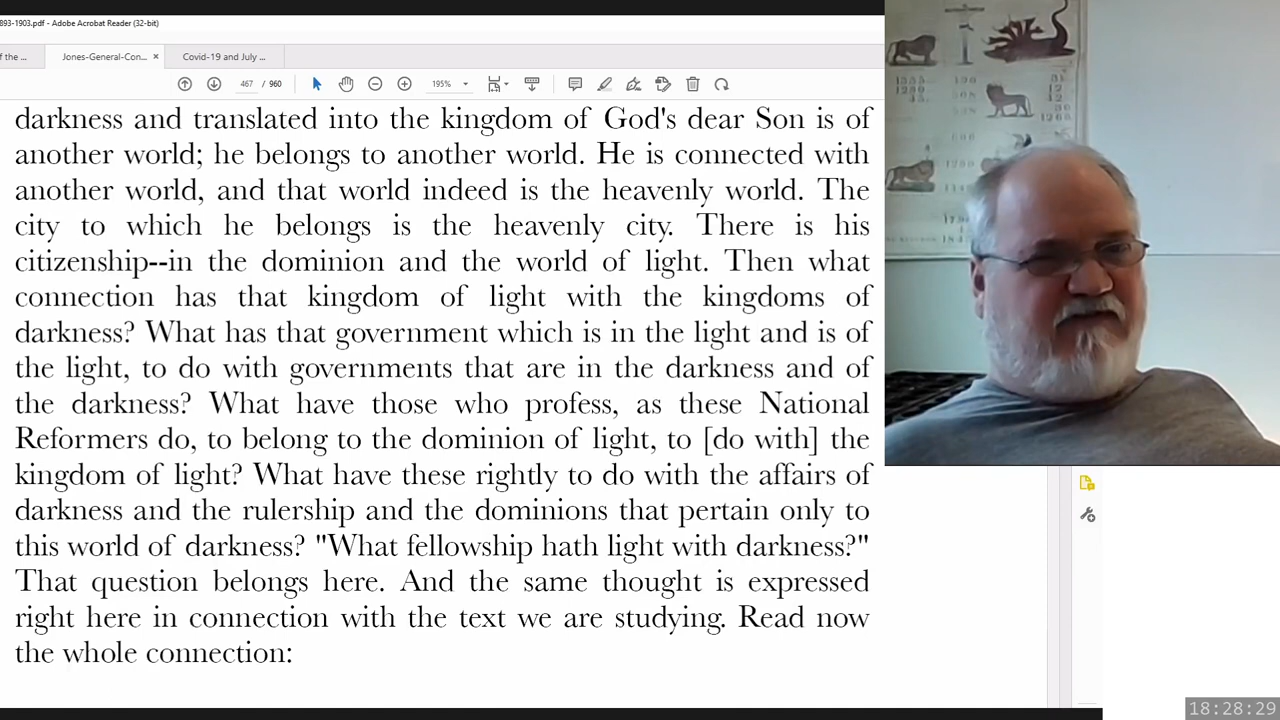 893-1903.pdf - Adobe Acrobat Reader (32-bit)
f the ...
Jones-General-Con... ×
Covid-19 and July ...
467 / 960
195%
darkness and translated into the kingdom of God's dear Son is of
another world; he belongs to another world. He is connected with
another world, and that world indeed is the heavenly world. The
city to which he belongs is the heavenly city. There is his
citizenship--in the dominion and the world of light. Then what
connection has that kingdom of light with the kingdoms of
darkness? What has that government which is in the light and is of
the light, to do with governments that are in the darkness and of
the darkness? What have those who profess, as these National
Reformers do, to belong to the dominion of light, to [do with] the
kingdom of light? What have these rightly to do with the affairs of
darkness and the rulership and the dominions that pertain only to
this world of darkness? "What fellowship hath light with darkness?"
That question belongs here. And the same thought is expressed
right here in connection with the text we are studying. Read now
the whole connection:
18:28:29